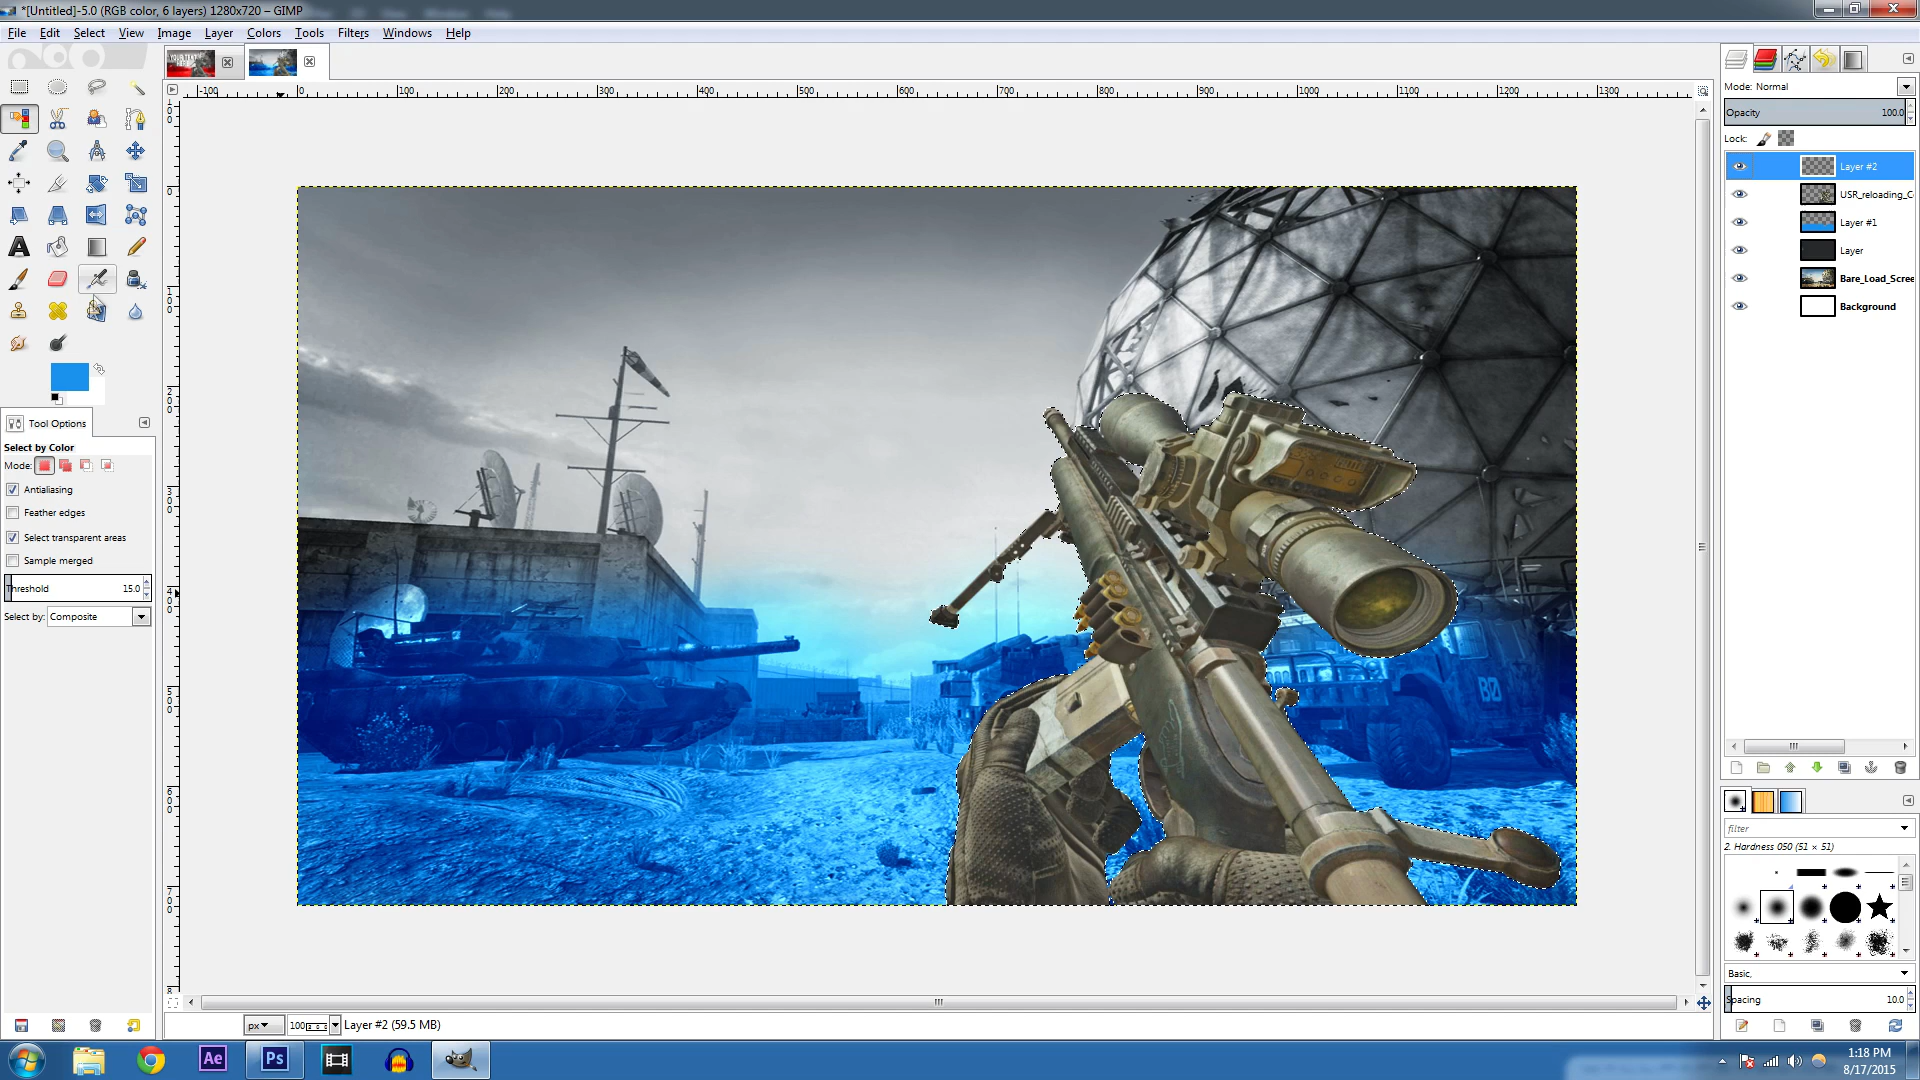 *[Untitled]-5.0 (RGB color, 6 layers) 1280x720 – GIMP
File Edit Select View Image Layer Colors Tools Filters Windows Help
-100 0 100 200 300 400 500 600 700 800 900 1000 1100 1200 1300
Mode: Normal
Opacity 100.0
Lock:
Layer #2
USR_reloading_C
Layer #1
Layer
Bare_Load_Scree
Background
Tool Options
Select by Color
Mode:
Antialiasing
Feather edges
Select transparent areas
Sample merged
Threshold 15.0
Select by: Composite
filter
2. Hardness 050 (51 × 51)
Basic,
Spacing 10.0
px 100 Layer #2 (59.5 MB)
Ae Ps
1:18 PM
8/17/2015